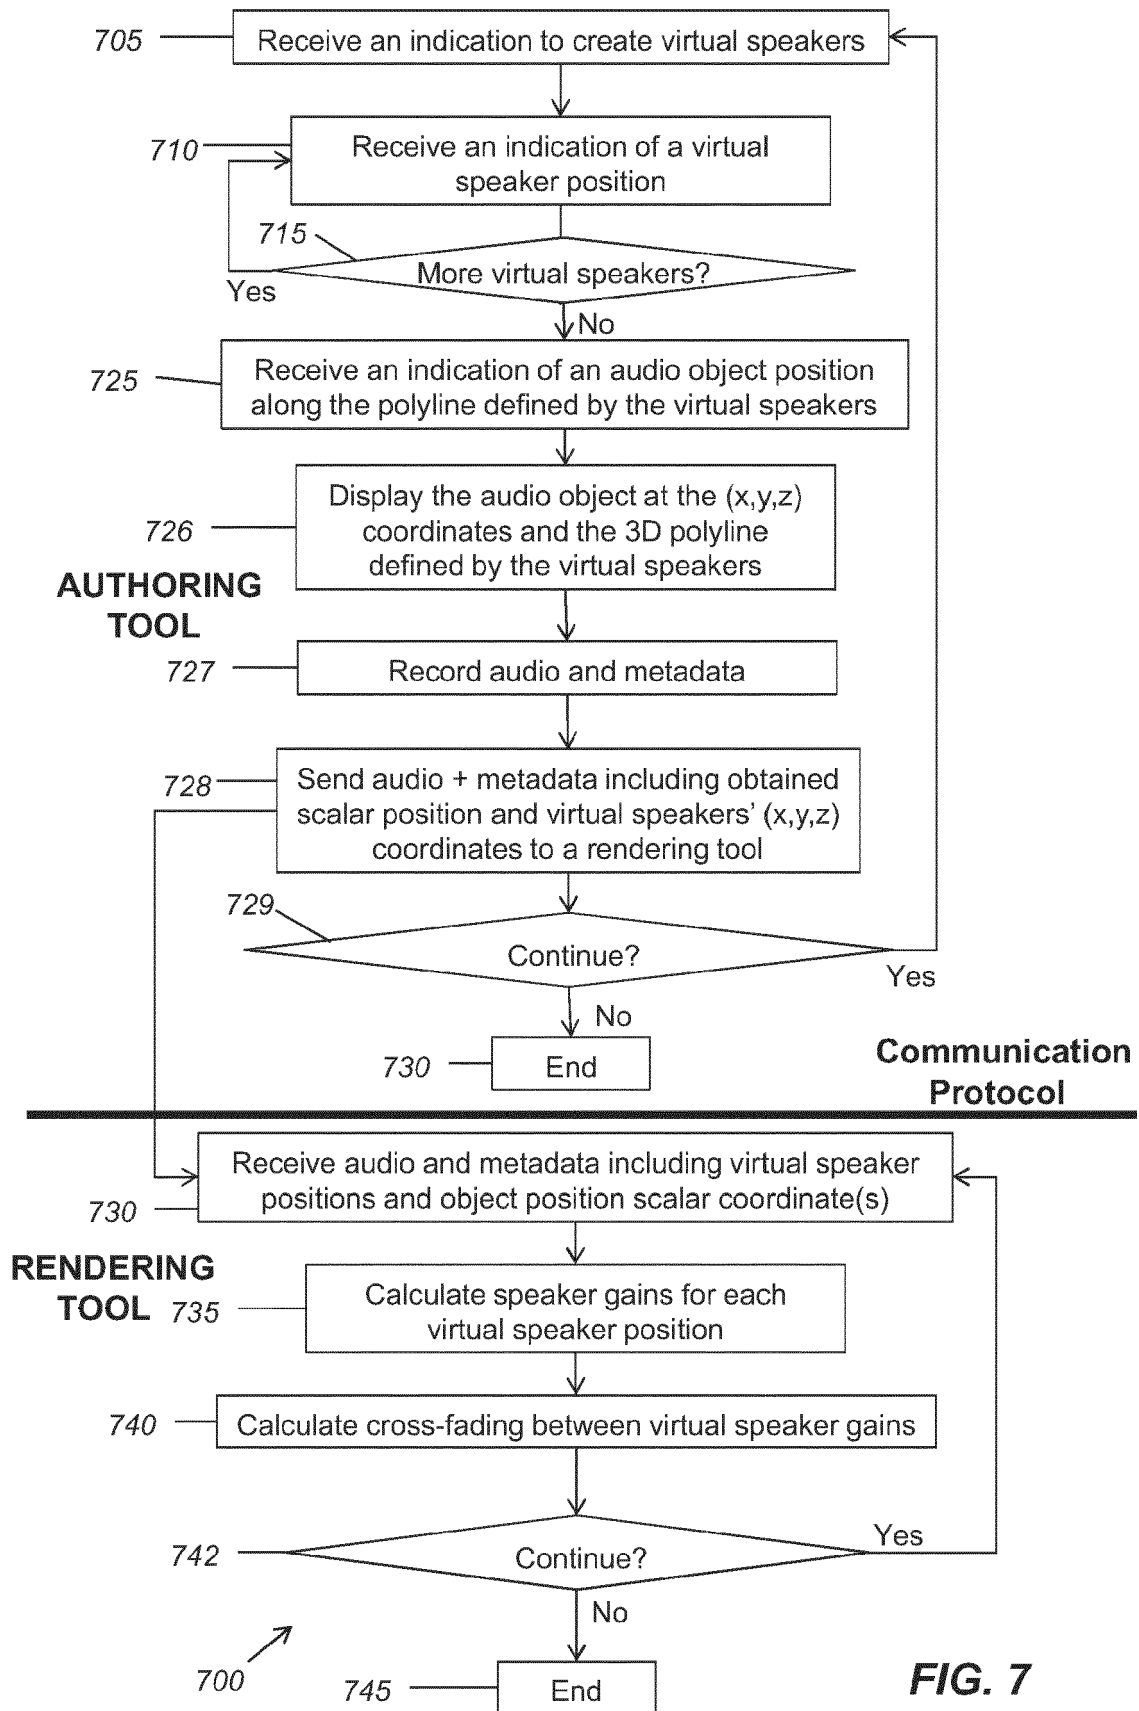 705
Receive an indication to create virtual speakers
710
Receive an indication of a virtual
speaker position
715
More virtual speakers?
Yes
No
725
Receive an indication of an audio object position
along the polyline defined by the virtual speakers
726
Display the audio object at the (x,y,z)
coordinates and the 3D polyline
defined by the virtual speakers
AUTHORING
TOOL
727
Record audio and metadata
728
Send audio + metadata including obtained
scalar position and virtual speakers’ (x,y,z)
coordinates to a rendering tool
729
Continue?
Yes
No
730
End
Communication
Protocol
Receive audio and metadata including virtual speaker
positions and object position scalar coordinate(s)
730
RENDERING
TOOL
735
Calculate speaker gains for each
virtual speaker position
740
Calculate cross-fading between virtual speaker gains
742
Continue?
Yes
No
700
745
End
FIG. 7